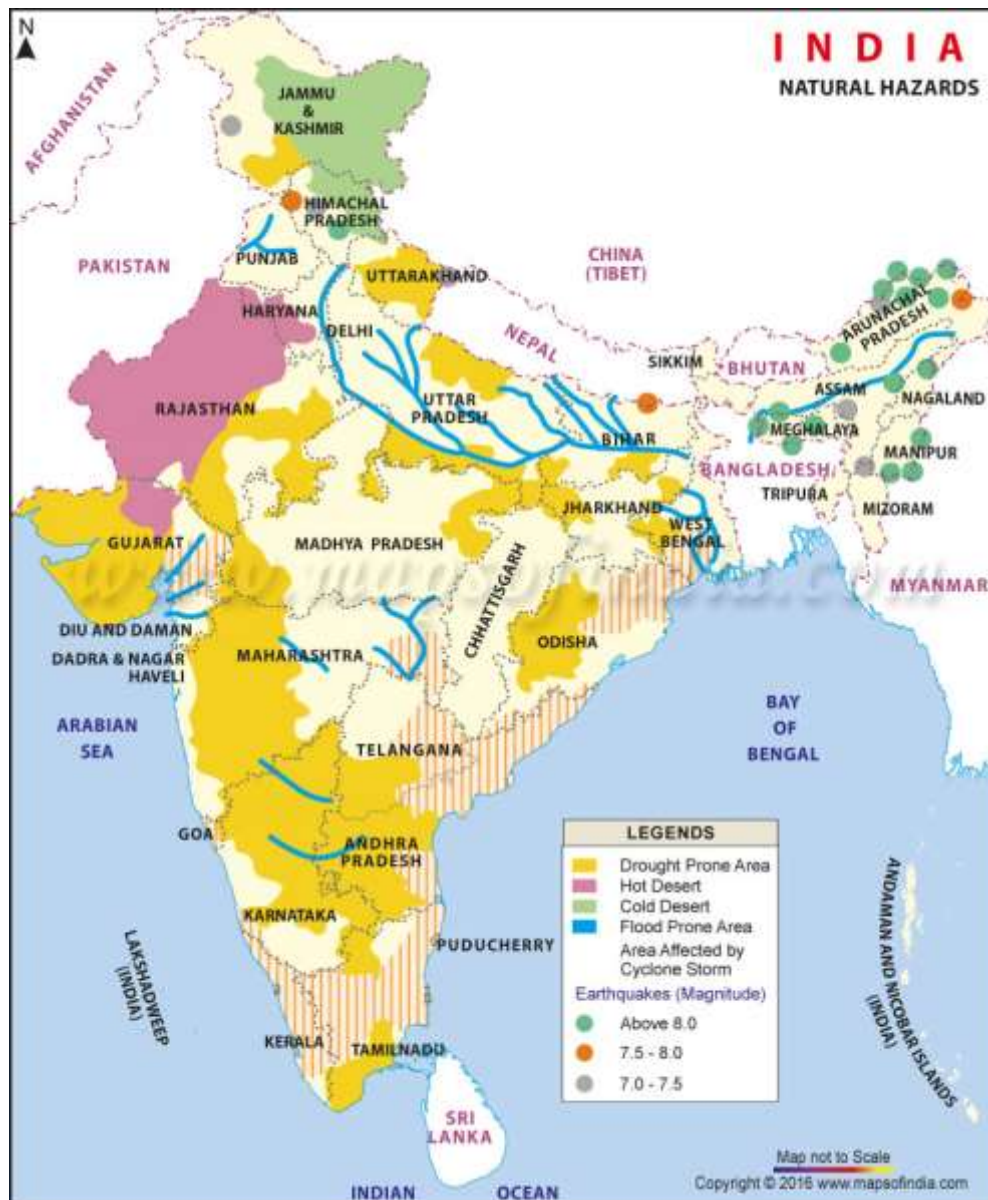 N
INDIA
NATURAL HAZARDS
AFGHANISTAN
JAMMU
&
KASHMIR
HIMACHAL
PRADESH
PAKISTAN
PUNJAB
UTTARAKHAND
CHINA
(TIBET)
HARYANA
DELHI
NEPAL
SIKKIM
BHUTAN
ARUNACHAL
PRADESH
ASSAM
NAGALAND
RAJASTHAN
UTTAR
PRADESH
BIHAR
MEGHALAYA
MANIPUR
BANGLADESH
TRIPURA
MIZORAM
GUJARAT
MADHYA PRADESH
JHARKHAND
WEST
BENGAL
CHHATTISGARH
MYANMAR
www.mapsofindia.com
DIU AND DAMAN
DADRA & NAGAR
HAVELI
MAHARASHTRA
ODISHA
ARABIAN
SEA
BAY
OF
BENGAL
TELANGANA
GOA
ANDHRA
PRADESH
KARNATAKA
PUDUCHERRY
LAKSHADWEEP
(INDIA)
KERALA
TAMILNADU
SRI
LANKA
INDIAN OCEAN
ANDAMAN AND NICOBAR ISLANDS
(INDIA)
LEGENDS
Drought Prone Area
Hot Desert
Cold Desert
Flood Prone Area
Area Affected by
Cyclone Storm
Earthquakes (Magnitude)
Above 8.0
7.5 - 8.0
7.0 - 7.5
Map not to Scale
Copyright © 2016 www.mapsofindia.com